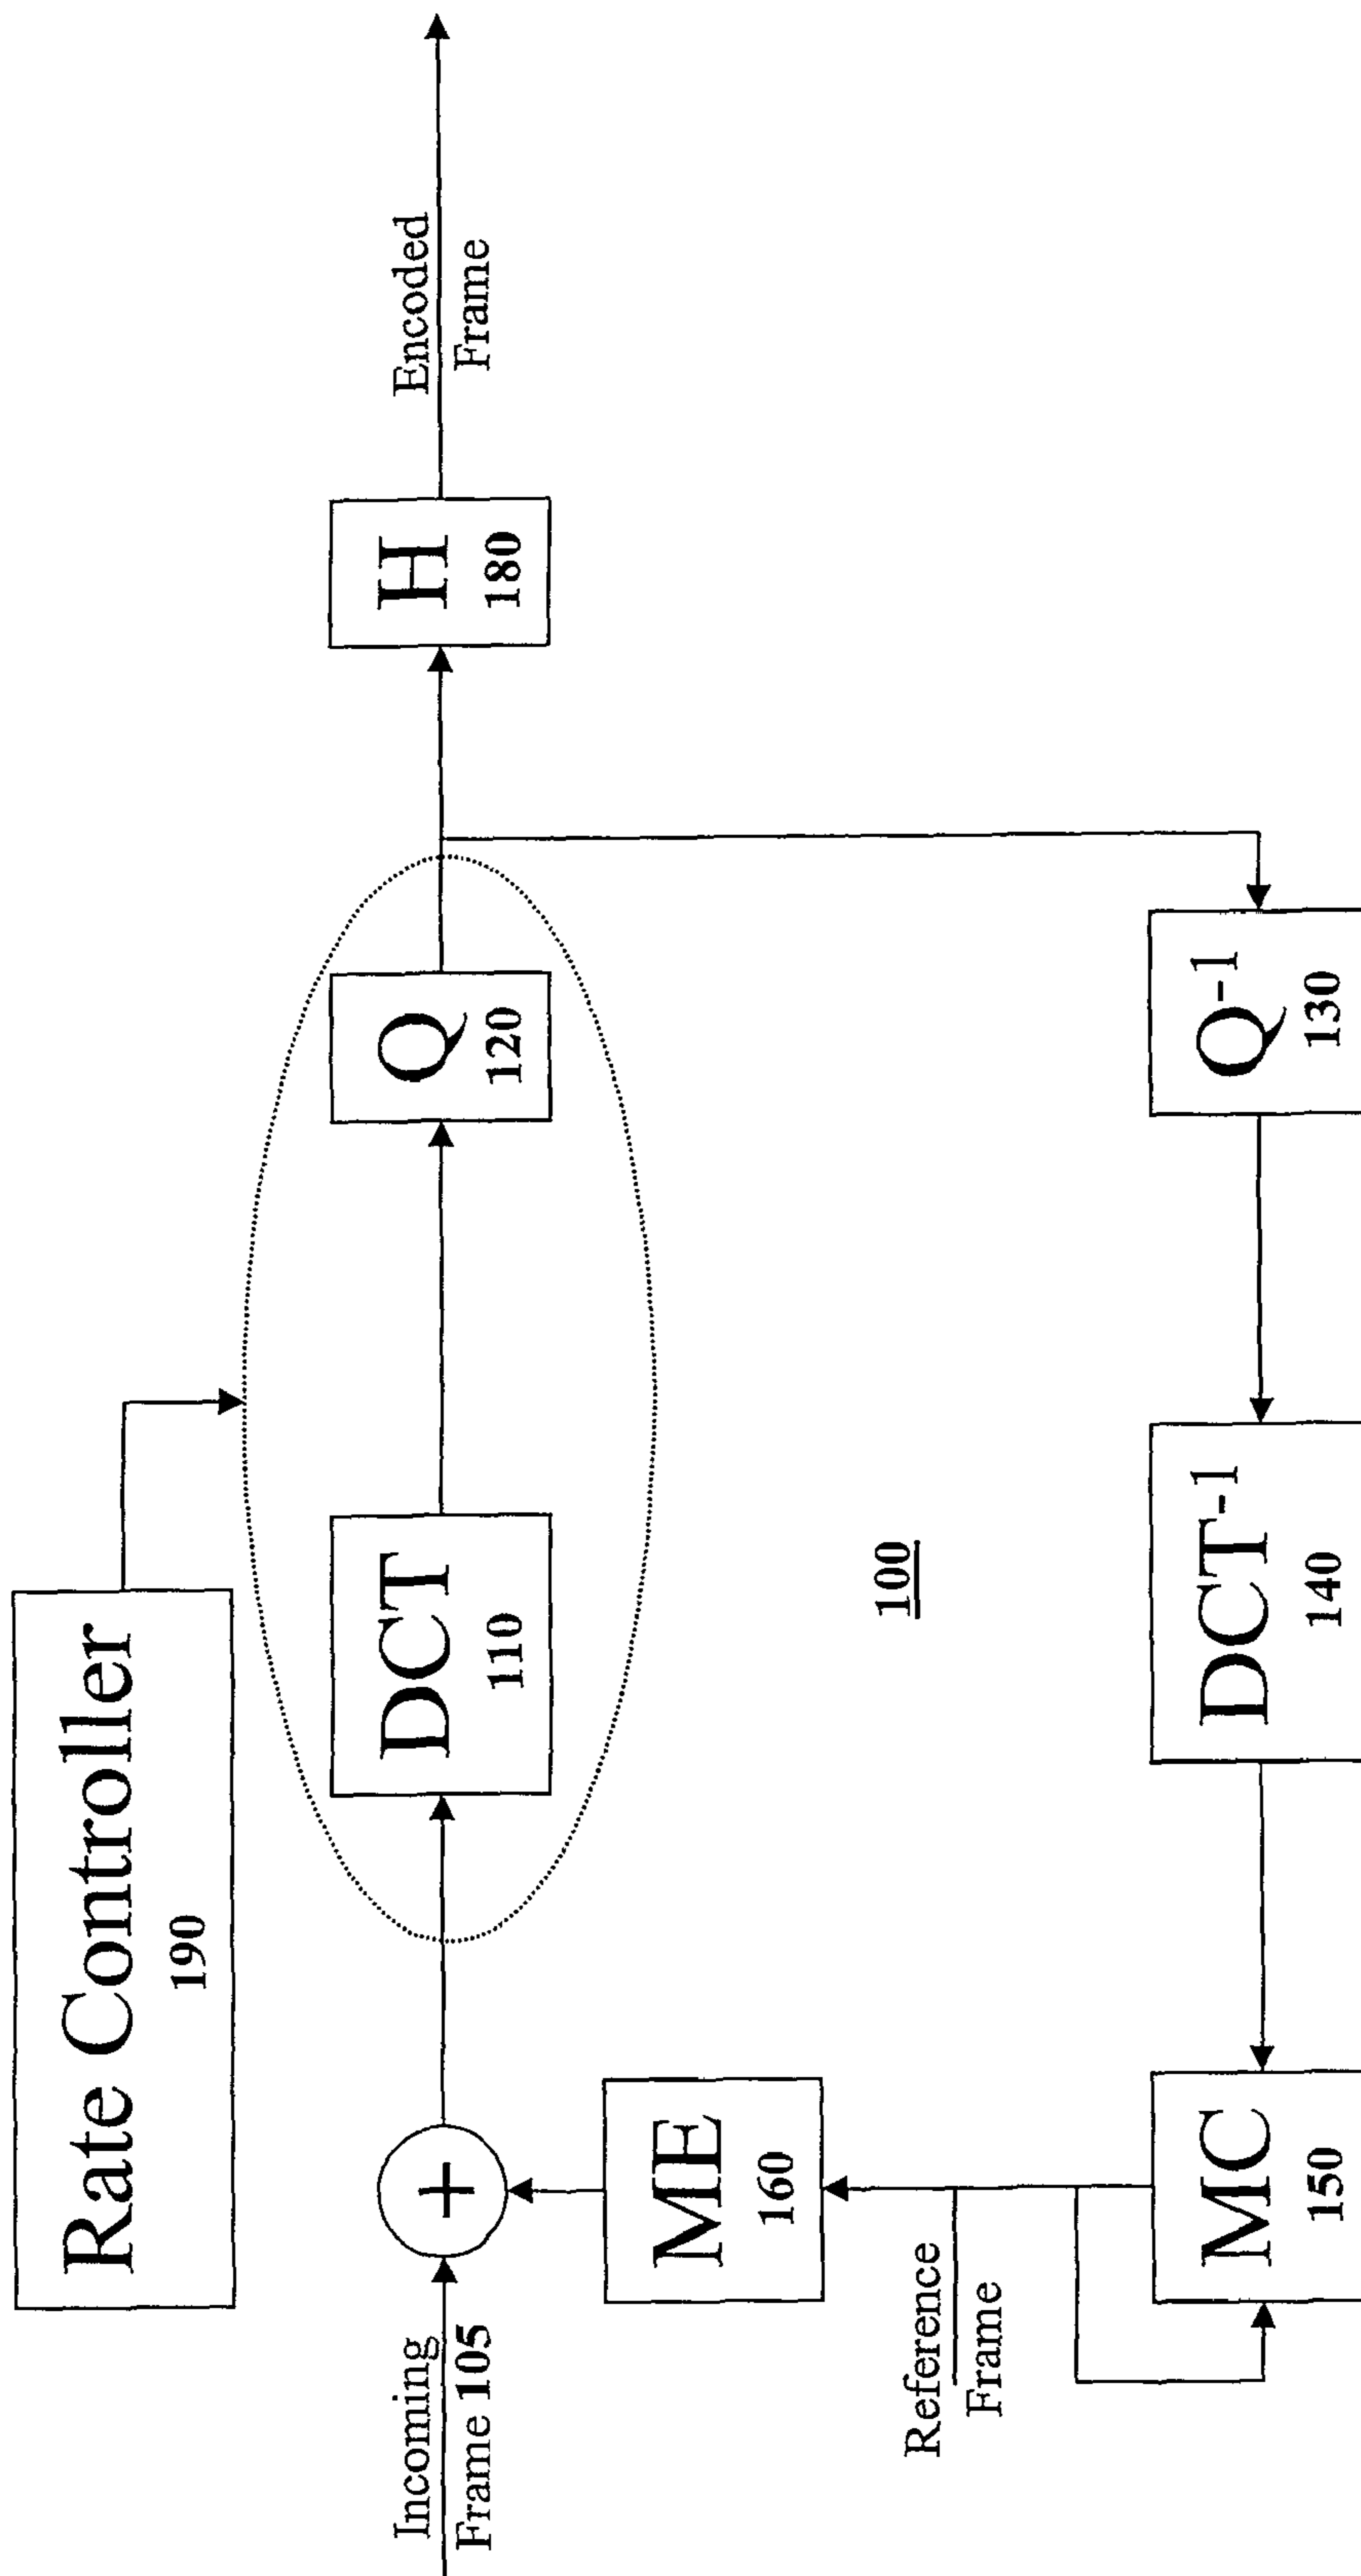 Rate Controller
190
Incoming
Frame 105
+
DCT
110
Q
120
H
180
Encoded
Frame
ME
160
100
Reference
Frame
MC
150
DCT-1
140
Q-1
130